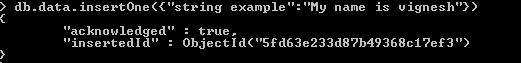 > db.data.insertOne({"string example":"My name is vignesh"})
{
"acknowledged" : true,
"insertedId" : ObjectId("5fd63e233d87b49368c17ef3")
}